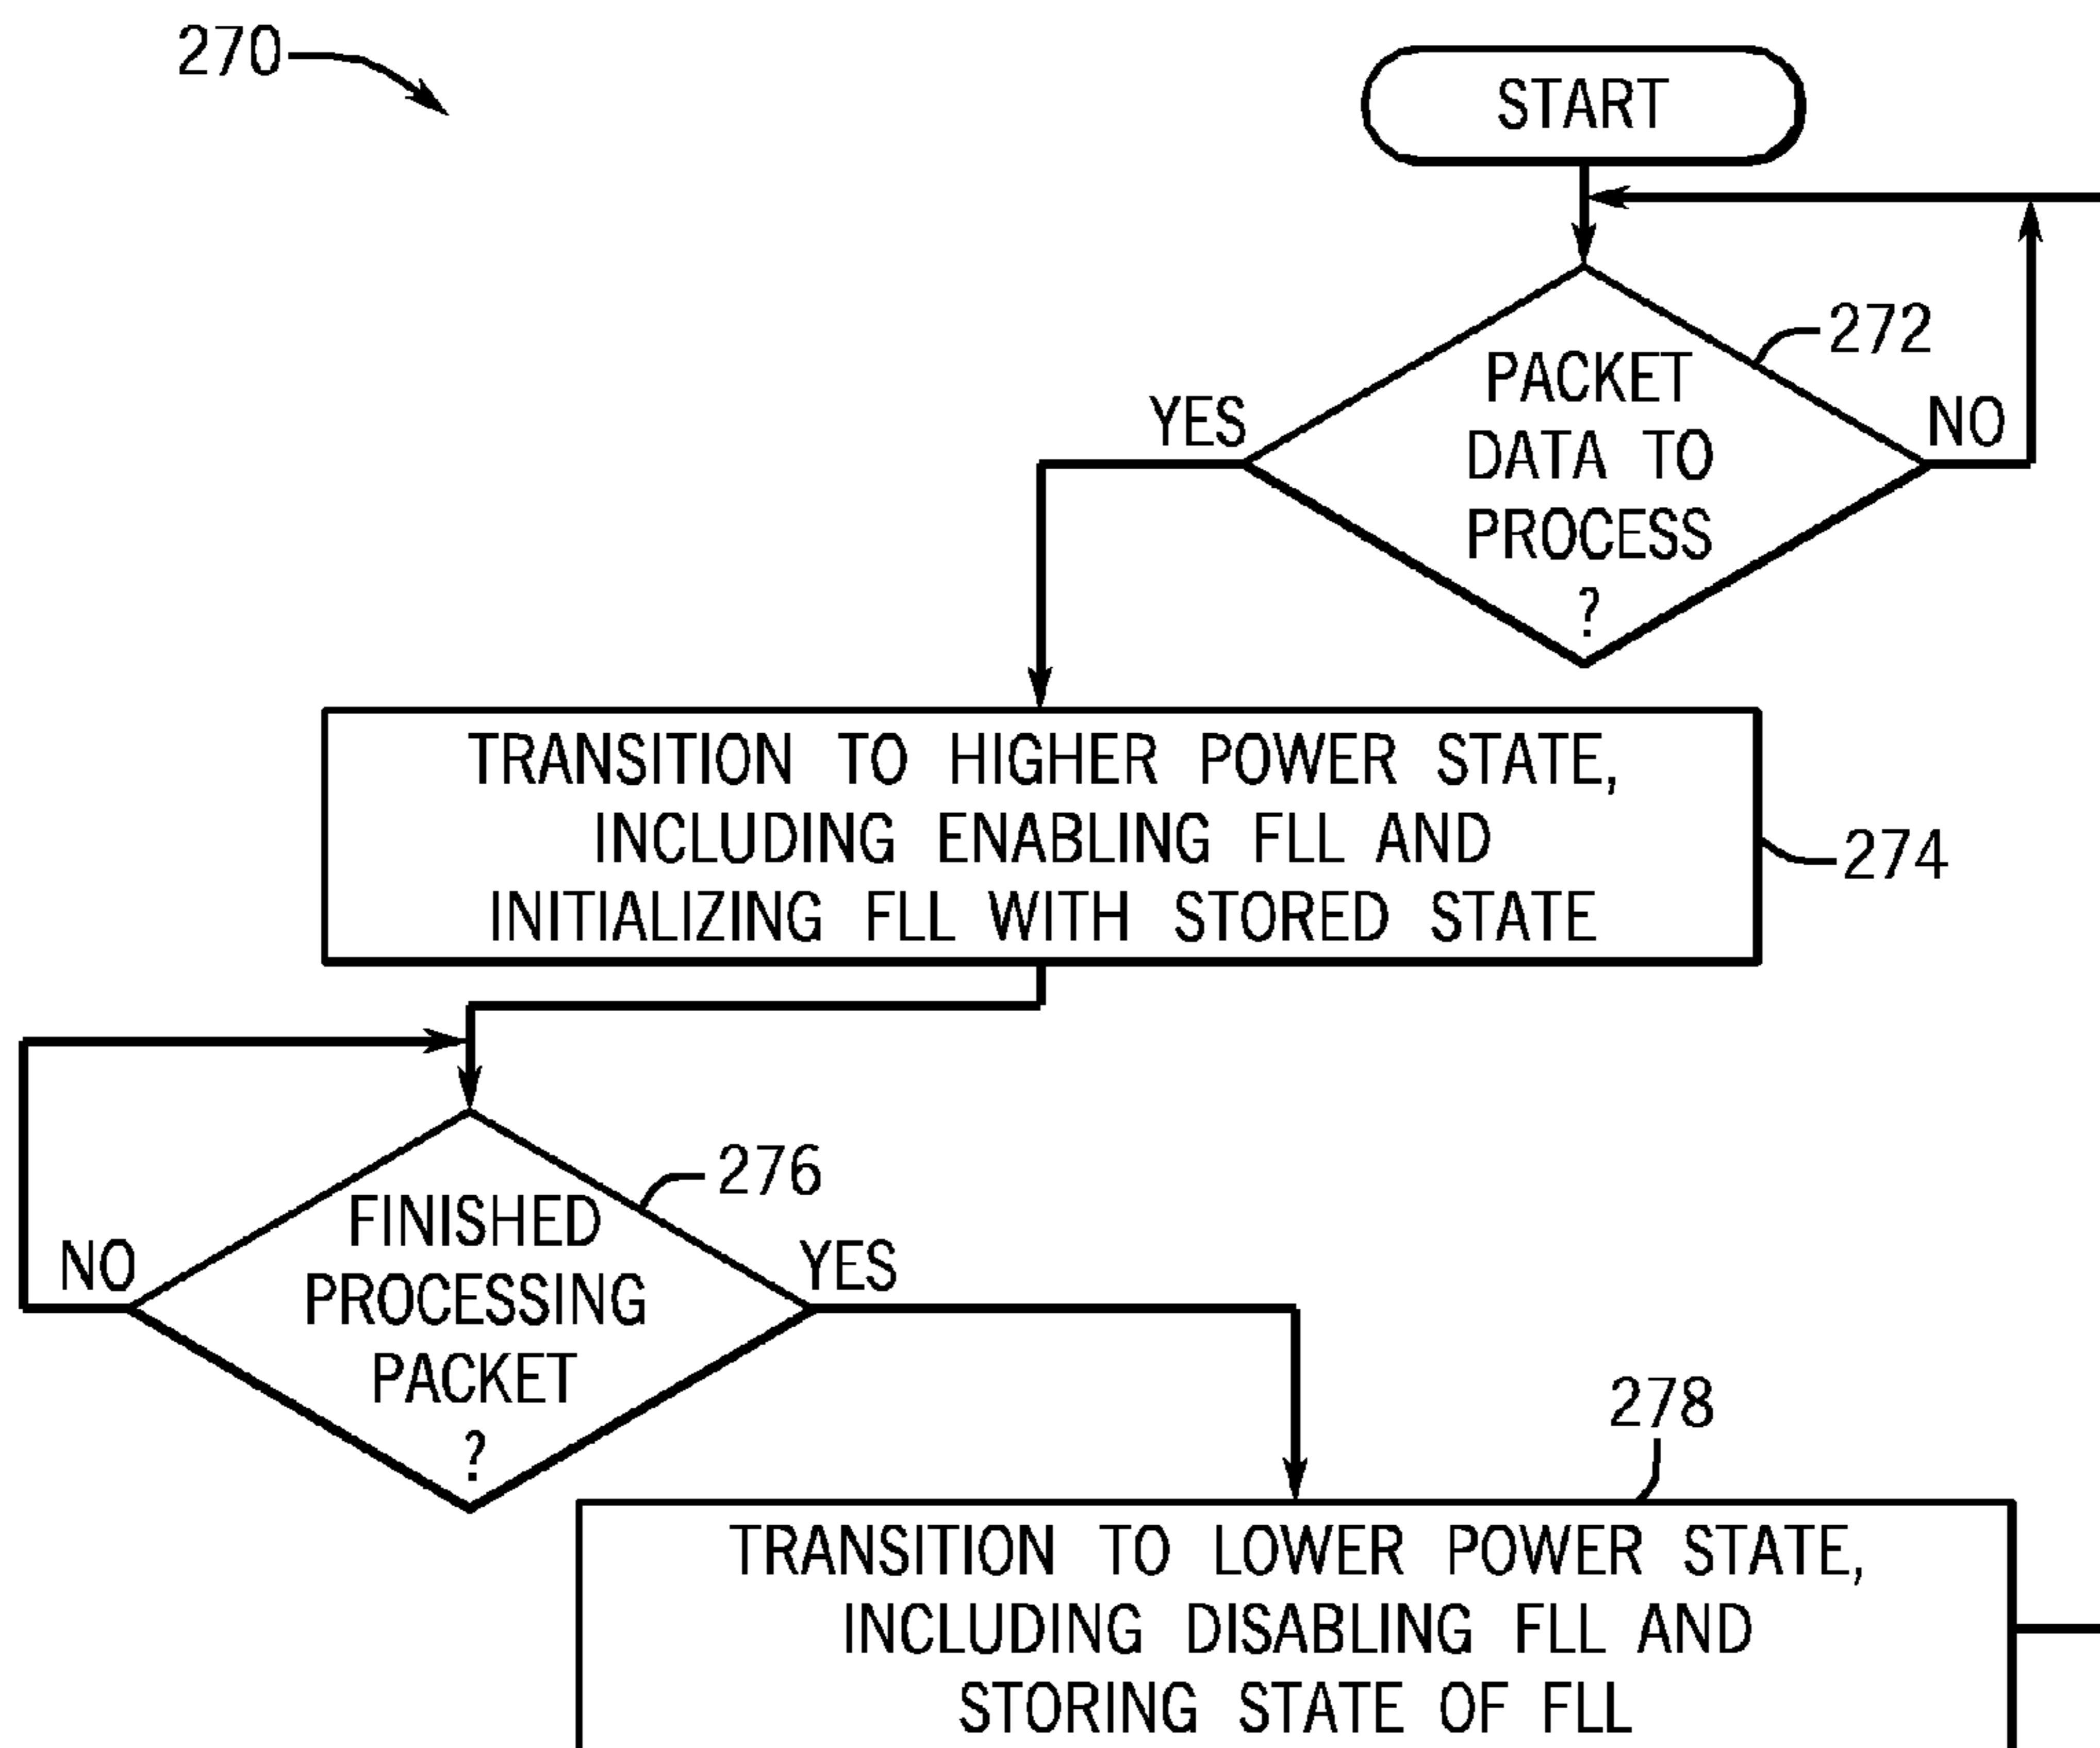 270
START
272
PACKET
DATA TO
PROCESS
?
YES
NO
TRANSITION TO HIGHER POWER STATE,
INCLUDING ENABLING FLL AND
INITIALIZING FLL WITH STORED STATE
274
276
FINISHED
PROCESSING
PACKET
?
NO
YES
278
TRANSITION TO LOWER POWER STATE,
INCLUDING DISABLING FLL AND
STORING STATE OF FLL